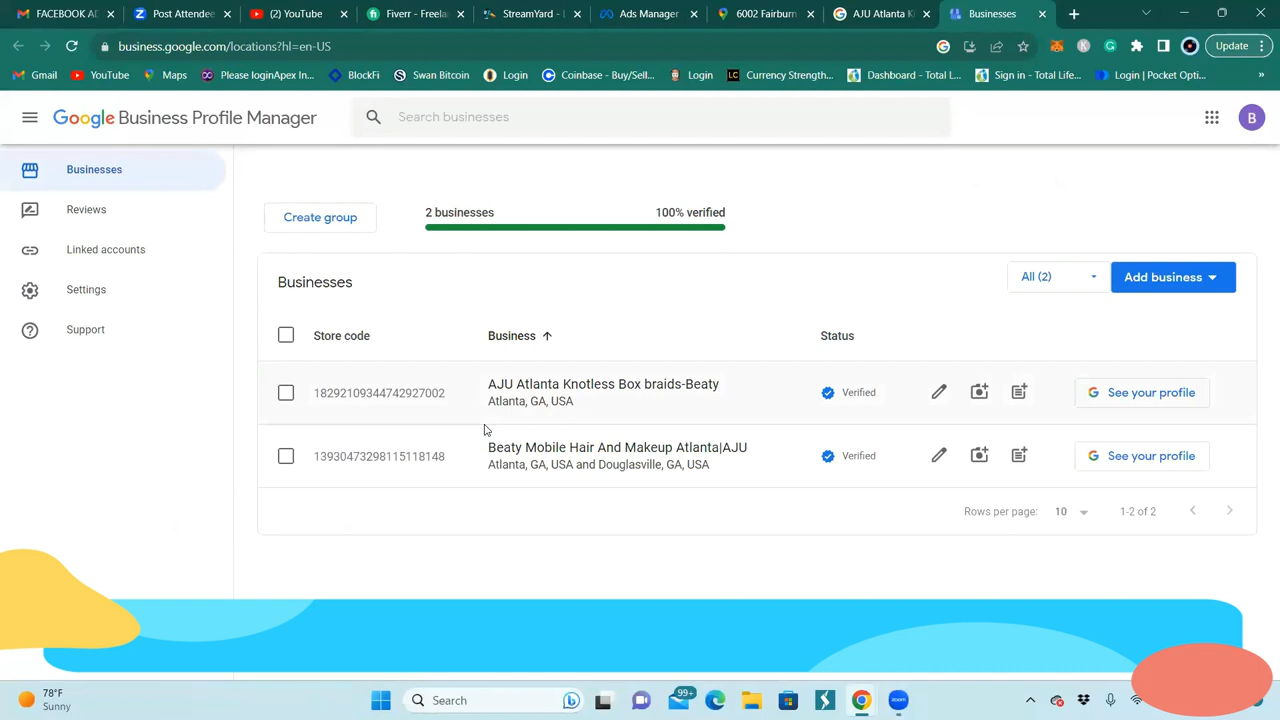 FACEBOOK AD
Post Attendee
(2) YouTube
Fiverr - Freela
StreamYard - L
Ads Manager
6002 Fairburn
AJU Atlanta K
Businesses
business.google.com/locations?hl=en-US
Update
Gmail
YouTube
Maps
Please loginApex In...
BlockFi
Swan Bitcoin
Login
Coinbase - Buy/Sell...
Login
Currency Strength...
Dashboard - Total L...
Sign in - Total Life...
Login | Pocket Opti...
»
Google Business Profile Manager
Search businesses
B
Businesses
Reviews
Linked accounts
Settings
Support
Create group
2 businesses
100% verified
Businesses
All (2)
Add business
Store code
Business
Status
18292109344742927002
AJU Atlanta Knotless Box braids-Beaty
Atlanta, GA, USA
Verified
See your profile
13930473298115118148
Beaty Mobile Hair And Makeup Atlanta|AJU
Atlanta, GA, USA and Douglasville, GA, USA
Verified
See your profile
Rows per page:
10
1-2 of 2
78°F
Sunny
Search
99+
zoom